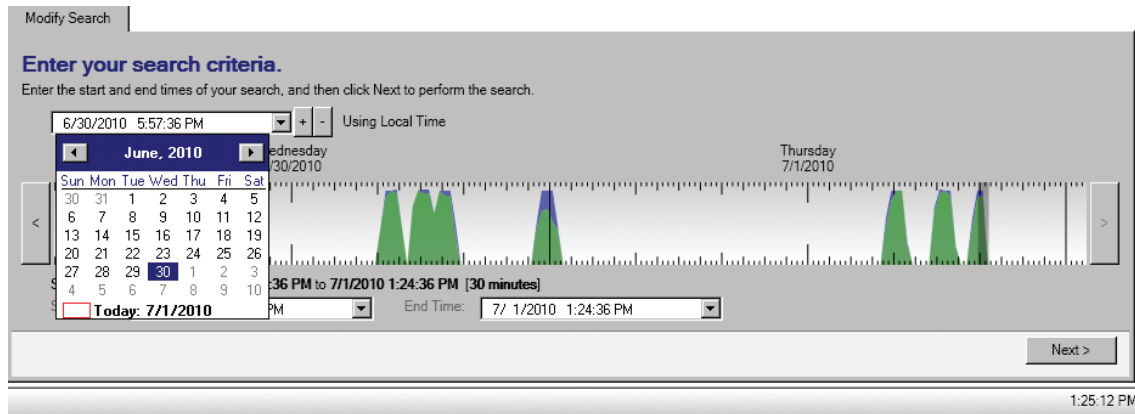 Modify Search
Enter your search criteria.
Enter the start and end times of your search, and then click Next to perform the search.
6/30/2010 5:57:36 PM + - Using Local Time
June, 2010
ednesday Thursday
/30/2010 7/1/2010
Sun Mon Tue Wed Thu Fri Sat
30 31 1 2 3 4 5
6 7 8 9 10 11 12
13 14 15 16 17 18 19
20 21 22 23 24 25 26
27 28 29 30 1 2 3
4 5 6 7 8 9 10
< >
:36 PM to 7/1/2010 1:24:36 PM [30 minutes]
Today: 7/1/2010
PM End Time: 7/ 1/2010 1:24:36 PM
Next >
1:25:12 PM